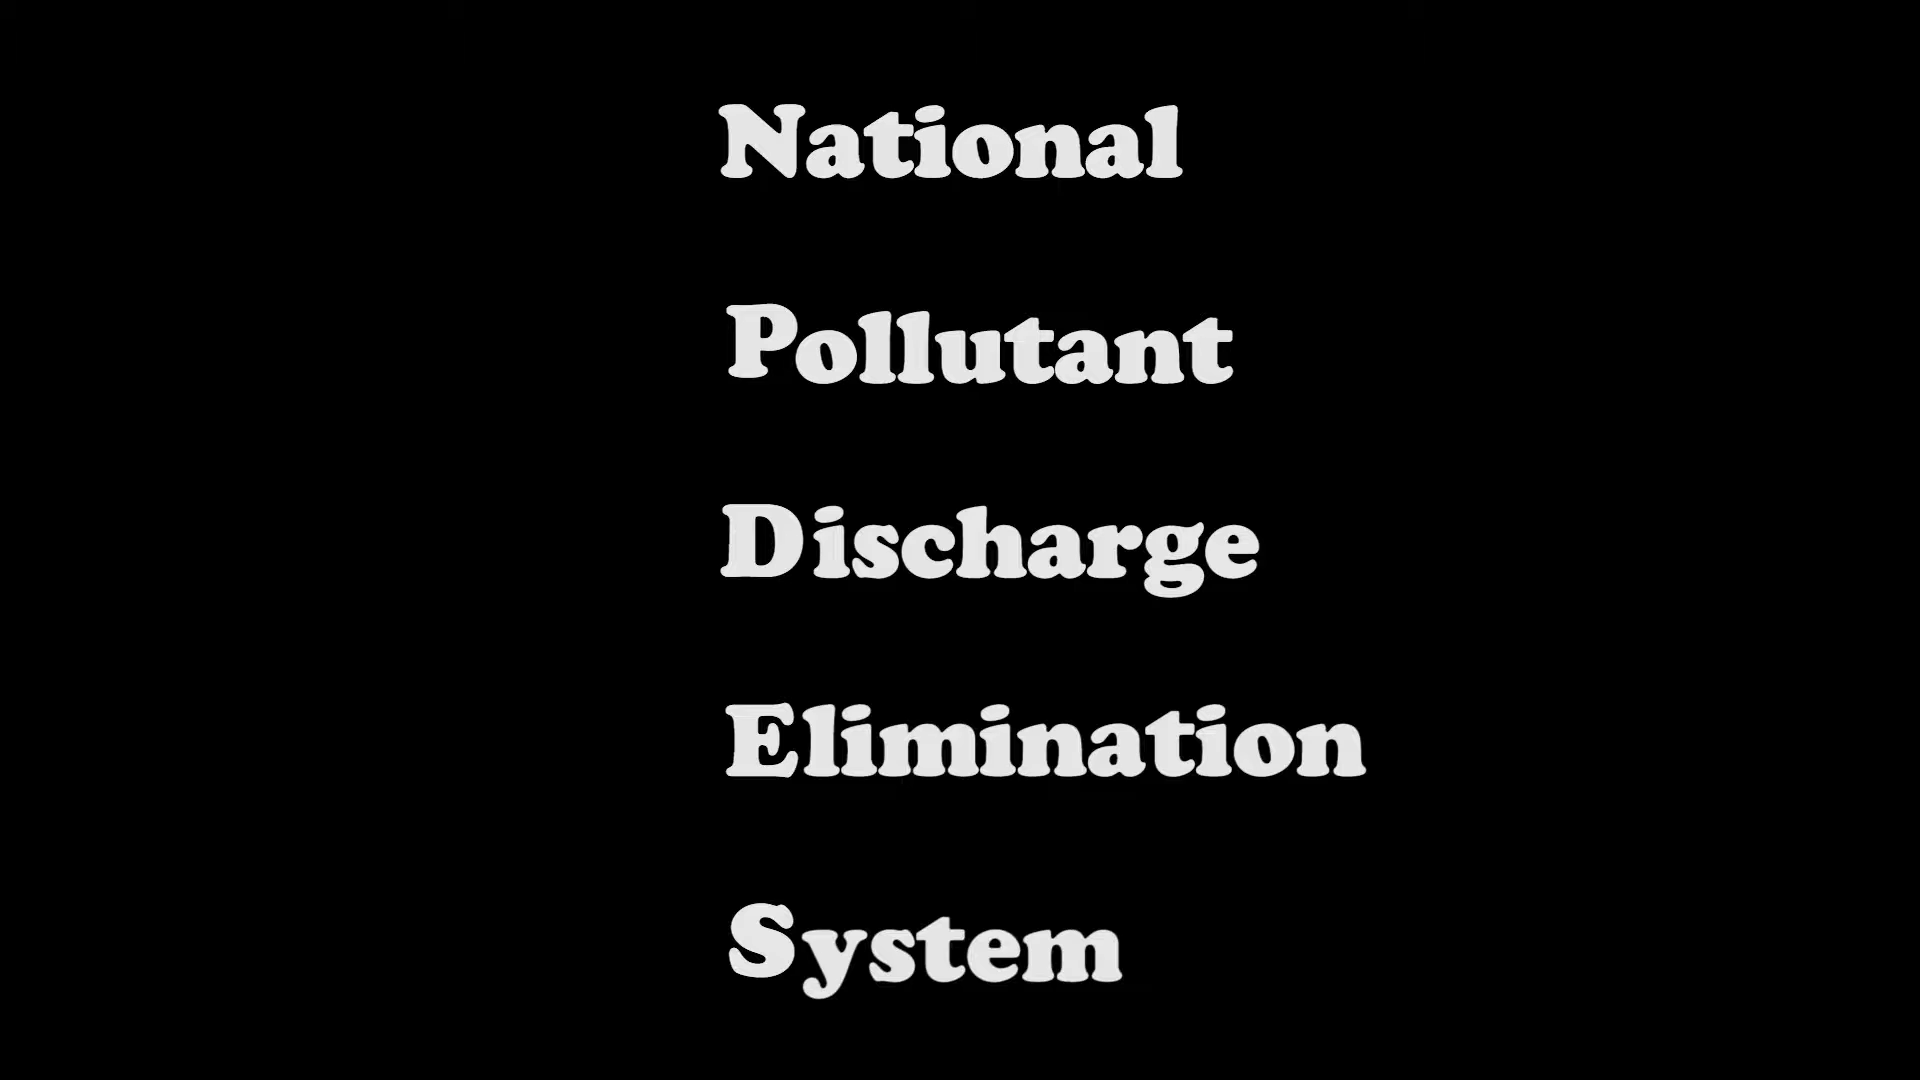 National
Pollutant
Discharge
Elimination
System